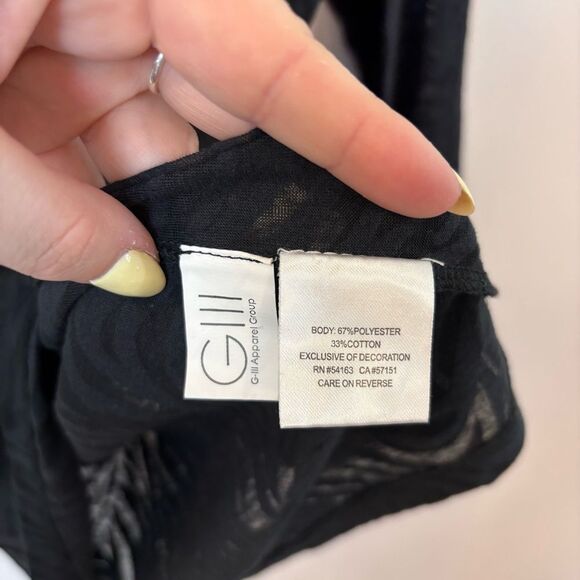 GIII
G-III Apparel Group
BODY: 67%POLYESTER
33%COTTON
EXCLUSIVE OF DECORATION
RN #54163 CA#57151
CARE ON REVERSE